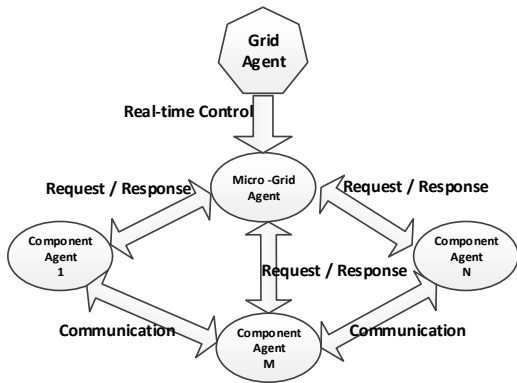 Grid
Agent
Real-time Control
Micro -Grid
Agent
Request / Response
Request / Response
Component
Agent
1
Request / Response
Component
Agent
N
Communication
Component
Agent
M
Communication